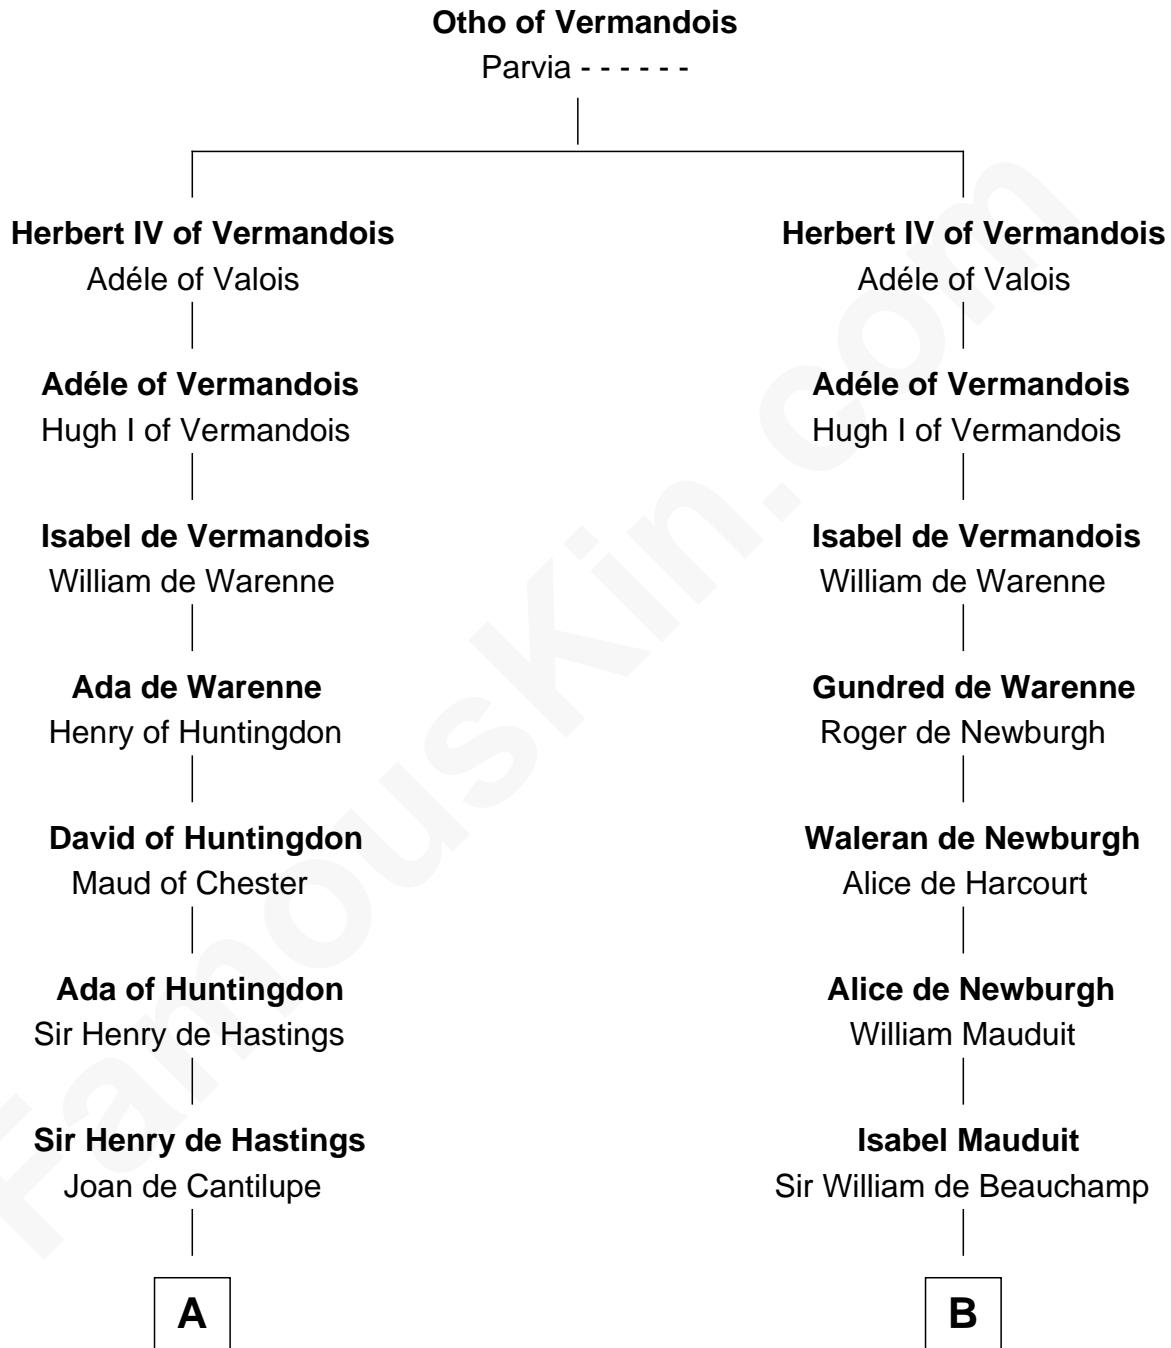 Otho of Vermandois
Parvia - - - - - -
Herbert IV of Vermandois
Adéle of Valois
Adéle of Vermandois
Hugh I of Vermandois
Isabel de Vermandois
William de Warenne
Ada de Warenne
Henry of Huntingdon
David of Huntingdon
Maud of Chester
Ada of Huntingdon
Sir Henry de Hastings
Sir Henry de Hastings
Joan de Cantilupe
A
Herbert IV of Vermandois
Adéle of Valois
Adéle of Vermandois
Hugh I of Vermandois
Isabel de Vermandois
William de Warenne
Gundred de Warenne
Roger de Newburgh
Waleran de Newburgh
Alice de Harcourt
Alice de Newburgh
William Mauduit
Isabel Mauduit
Sir William de Beauchamp
B
FamousKin.com